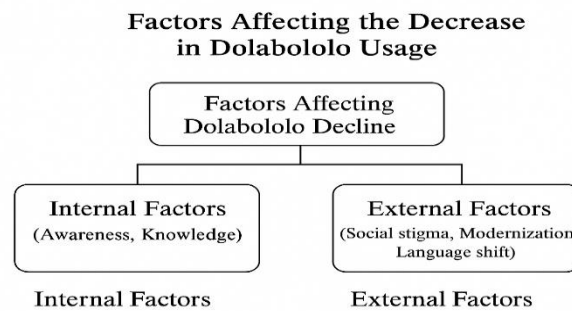 Factors Affecting the Decrease
in Dolabololo Usage
Factors Affecting
Dolabololo Decline
Internal Factors
(Awareness, Knowledge)
External Factors
(Social stigma, Modernization
Language shift)
Internal Factors
External Factors